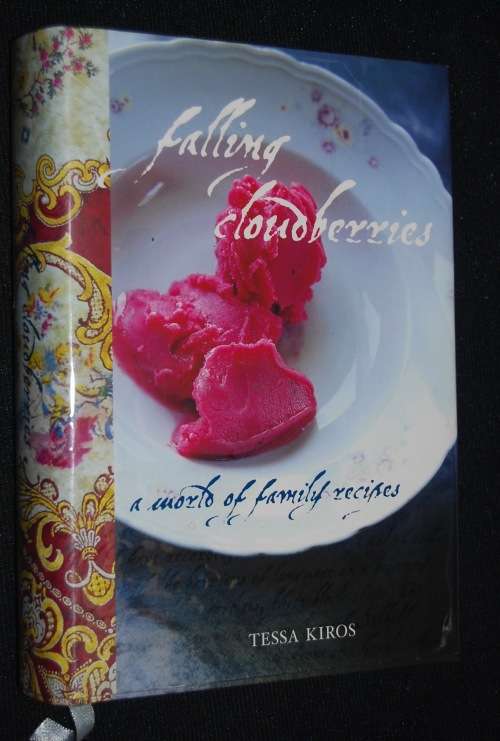 falling
cloudberries
a world of family recipes
TESSA KIROS